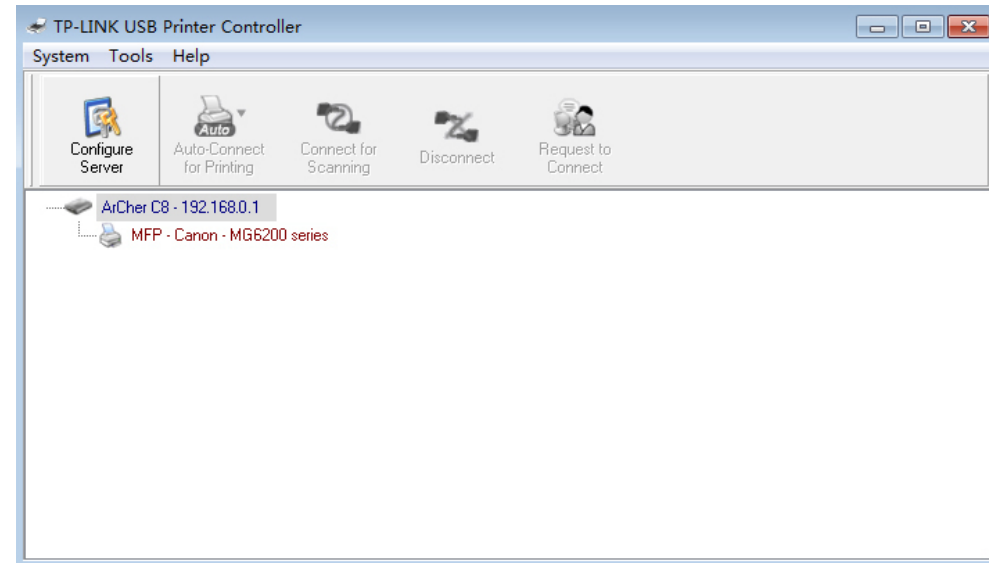 TP-LINK USB Printer Controller
System Tools Help
Auto
Configure Server
Auto-Connect for Printing
Connect for Scanning
Disconnect
Request to Connect
ArCher C8 - 192.168.0.1
MFP - Canon - MG6200 series